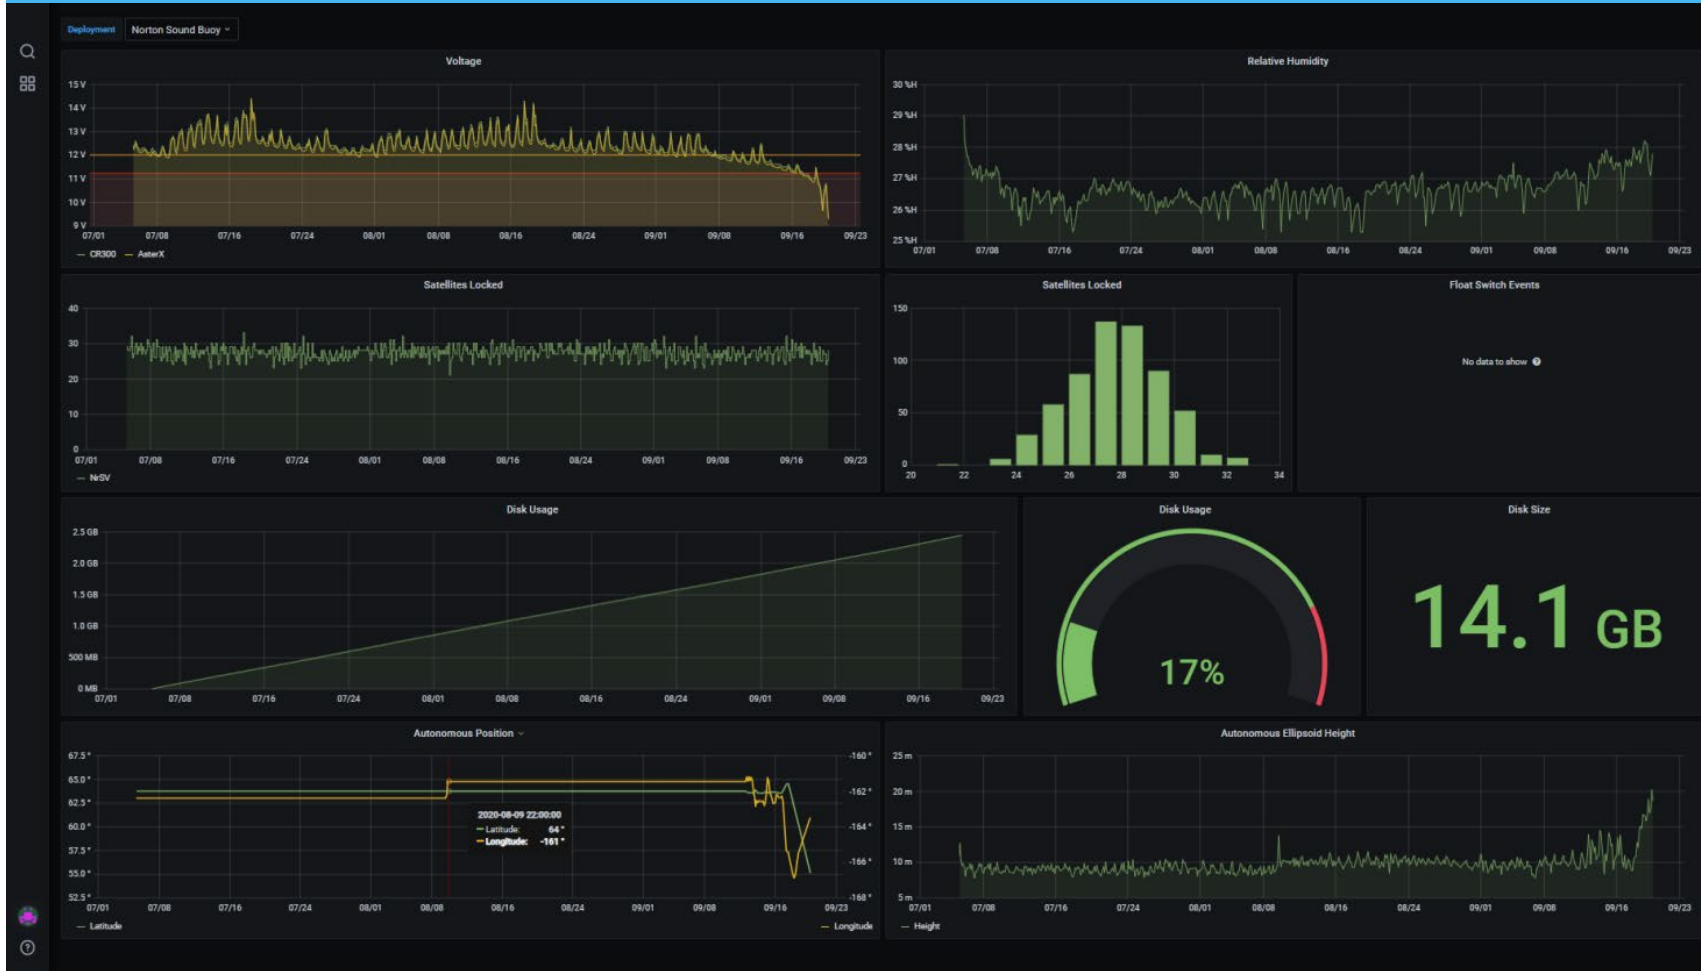 Deployment Norton Sound Buoy
Voltage
15 V
14 V
13 V
12 V
11 V
10 V
9 V
07/01 07/08 07/16 07/24 08/01 08/08 08/16 08/24 09/01 09/08 09/16 09/23
CR300 AsterX
Relative Humidity
30 %H
29 %H
28 %H
27 %H
26 %H
25 %H
07/01 07/08 07/16 07/24 08/01 08/08 08/16 08/24 09/01 09/08 09/16 09/23
Satellites Locked
40
30
20
10
0
07/01 07/08 07/16 07/24 08/01 08/08 08/16 08/24 09/01 09/08 09/16 09/23
NrSV
Satellites Locked
150
100
50
0
20 22 24 26 28 30 32 34
Float Switch Events
No data to show
Disk Usage
2.5 GB
2.0 GB
1.5 GB
1.0 GB
500 MB
0 MB
07/01 07/08 07/16 07/24 08/01 08/08 08/16 08/24 09/01 09/08 09/16 09/23
Disk Usage
17%
Disk Size
14.1 GB
Autonomous Position
67.5°
65.0°
62.5°
60.0°
57.5°
55.0°
52.5°
-160°
-162°
-164°
-166°
-168°
2020-08-09 22:00:00
Latitude: 64°
Longitude: -161°
07/01 07/08 07/16 07/24 08/01 08/08 08/16 08/24 09/01 09/08 09/16 09/23
Latitude Longitude
Autonomous Ellipsoid Height
25 m
20 m
15 m
10 m
5 m
07/01 07/08 07/16 07/24 08/01 08/08 08/16 08/24 09/01 09/08 09/16 09/23
Height